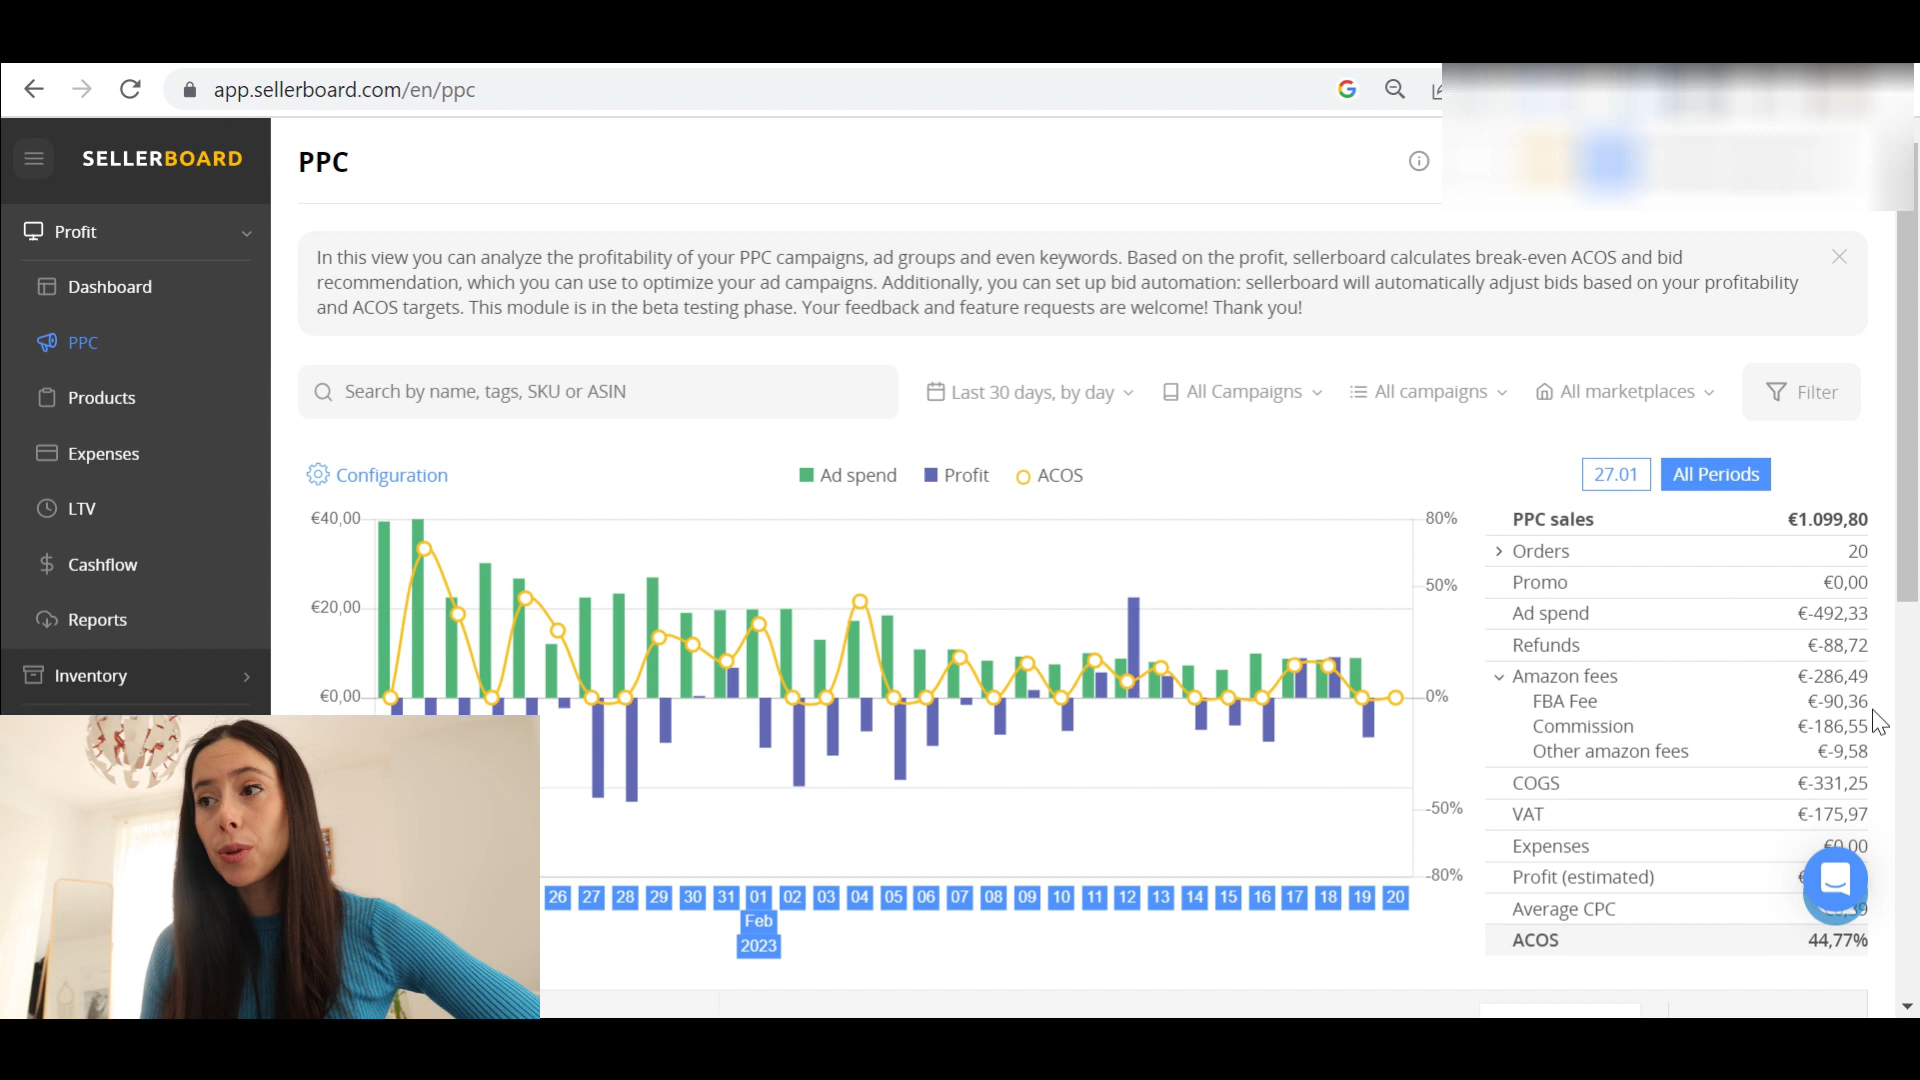 app.sellerboard.com/en/ppc
SELLERBOARD
PPC
Profit
Dashboard
PPC
Products
Expenses
LTV
Cashflow
Reports
Inventory
In this view you can analyze the profitability of your PPC campaigns, ad groups and even keywords. Based on the profit, sellerboard calculates break-even ACOS and bid
recommendation, which you can use to optimize your ad campaigns. Additionally, you can set up bid automation: sellerboard will automatically adjust bids based on your profitability
and ACOS targets. This module is in the beta testing phase. Your feedback and feature requests are welcome! Thank you!
Search by name, tags, SKU or ASIN
Last 30 days, by day
All Campaigns
All campaigns
All marketplaces
Filter
Configuration
Ad spend
Profit
ACOS
€40,00
€20,00
€0,00
80%
50%
0%
-50%
-80%
26 27 28 29 30 31 01 02 03 04 05 06 07 08 09 10 11 12 13 14 15 16 17 18 19 20
Feb
2023
27.01
All Periods
PPC sales €1.099,80
Orders 20
Promo €0,00
Ad spend €-492,33
Refunds €-88,72
Amazon fees €-286,49
FBA Fee €-90,36
Commission €-186,55
Other amazon fees €-9,58
COGS €-331,25
VAT €-175,97
Expenses €0,00
Profit (estimated)
Average CPC
ACOS 44,77%